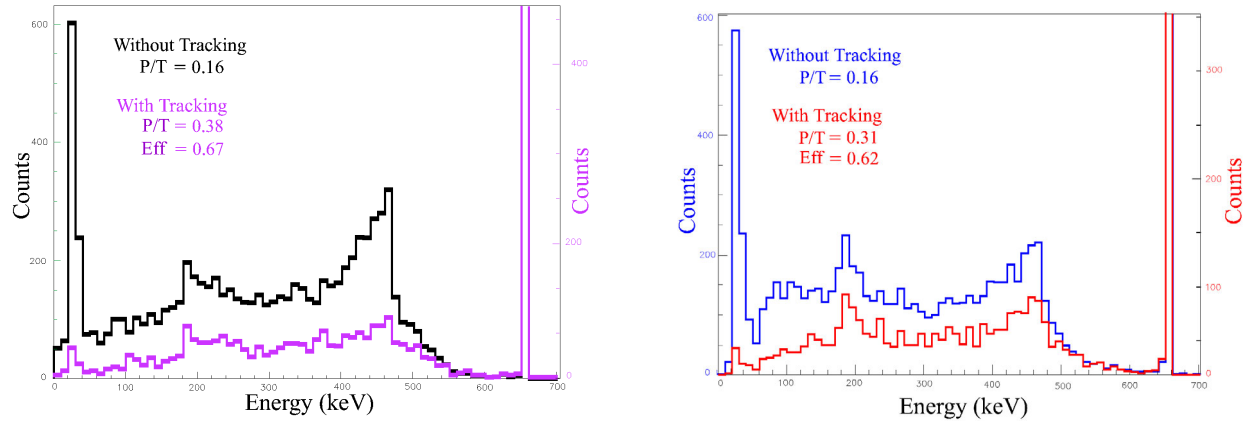 600
400
200
0
Counts
Without Tracking
P/T = 0.16
With Tracking
P/T = 0.38
Eff = 0.67
400
200
0
Counts
0 100 200 300 400 500 600 700
Energy (keV)
600
400
200
0
Counts
Without Tracking
P/T = 0.16
With Tracking
P/T = 0.31
Eff = 0.62
300
200
100
0
Counts
0 100 200 300 400 500 600 700
Energy (keV)